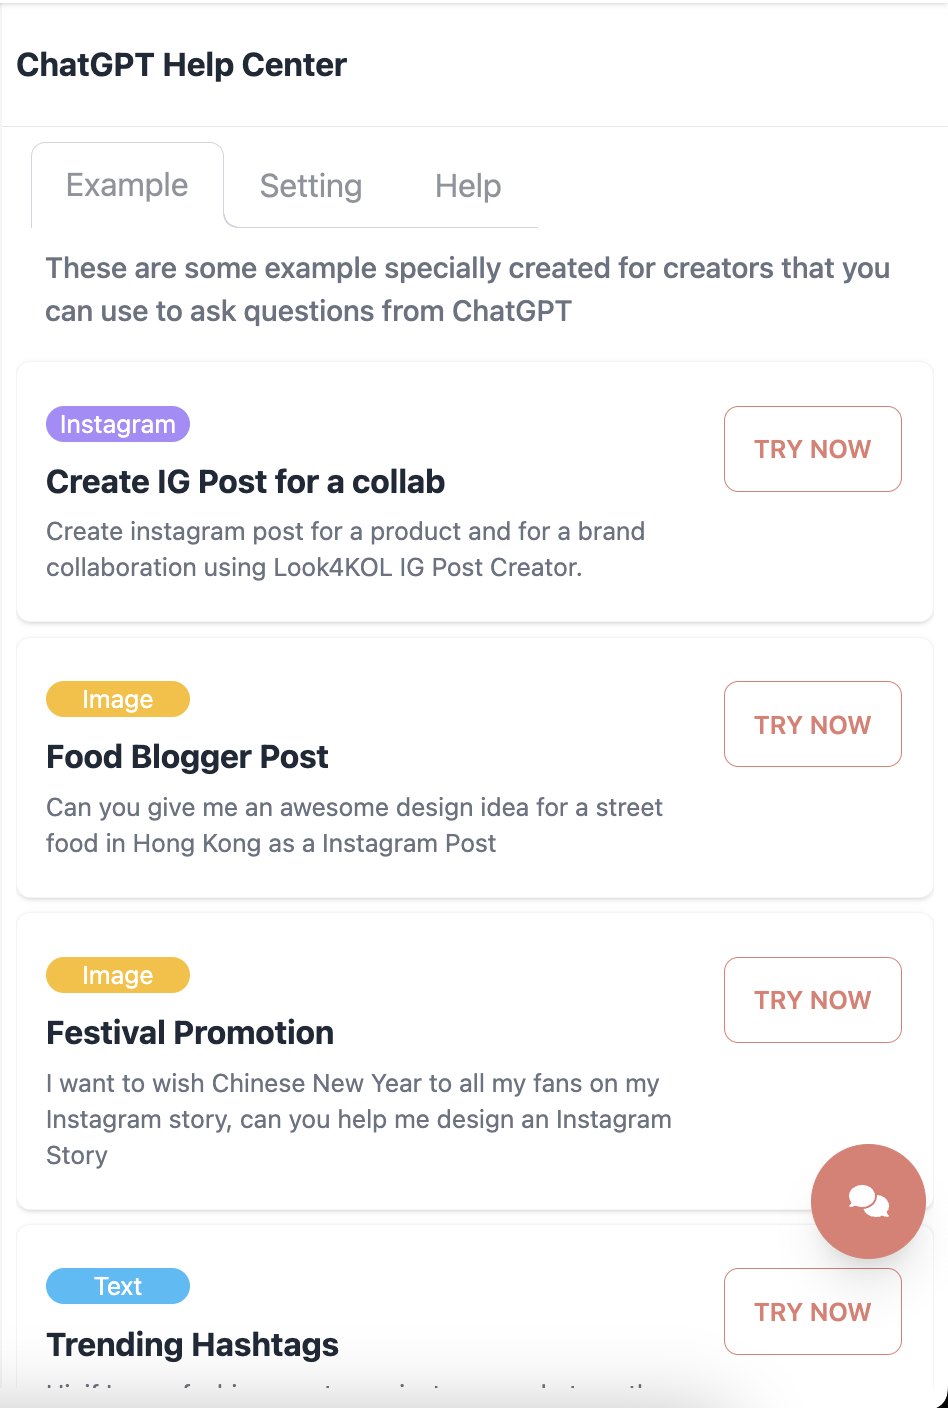 ChatGPT Help Center
Example
Setting
Help
These are some example specially created for creators that you
can use to ask questions from ChatGPT
Instagram
TRY NOW
Create IG Post for a collab
Create instagram post for a product and for a brand
collaboration using Look4KOL IG Post Creator.
Image
TRY NOW
Food Blogger Post
Can you give me an awesome design idea for a street
food in Hong Kong as a Instagram Post
Image
TRY NOW
Festival Promotion
I want to wish Chinese New Year to all my fans on my
Instagram story, can you help me design an Instagram
Story
Text
TRY NOW
Trending Hashtags